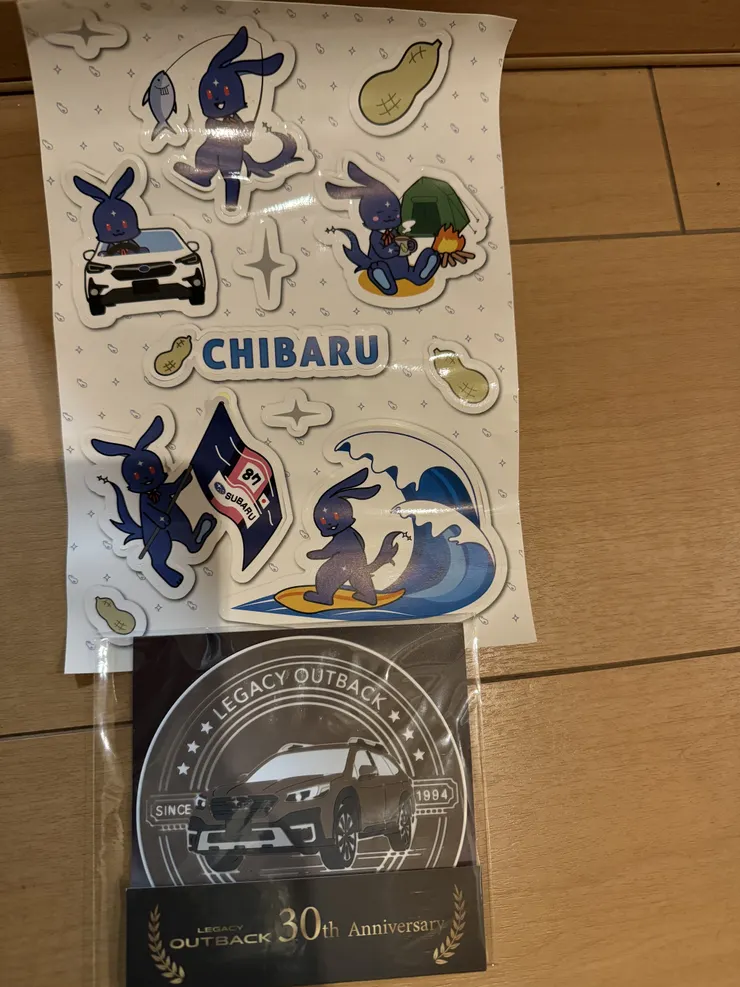 CHIBARU
87
SUBARU
LEGACY OUTBACK
SINCE
1994
LEGACY
OUTBACK 30th Anniversary